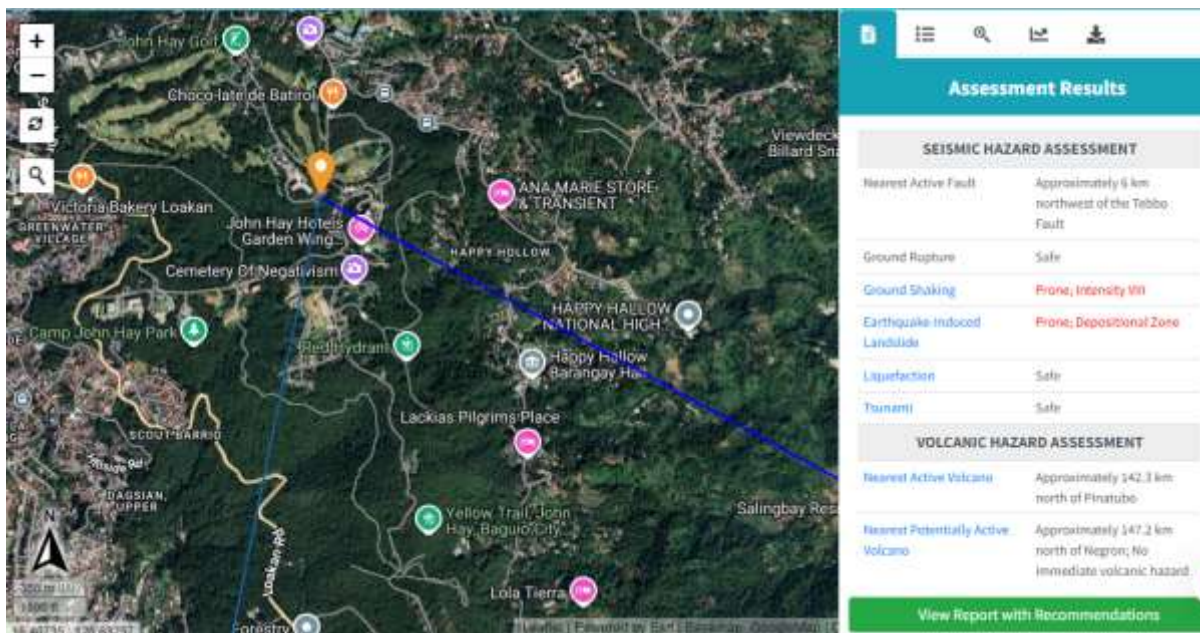 +
−
John Hay Golf
Choco-late de Batirol
Viewdeck
Billard
ANA MARIE STORE
& TRANSIENT
Victoria Bakery Loakan
GREENWATER
VILLAGE
John Hay Hotels
Garden Wing...
HAPPY HOLLOW
Cemetery Of Negativism
HAPPY HALLOW
NATIONAL HIGH...
Camp John Hay Park
Red Hydrant
Happy Hallow
Barangay Hall
Lackias Pilgrims Place
SCOUT BARRIO
DAGSIAN,
UPPER
Yellow Trail, John
Hay, Baguio City
Salingbay
Loakan Rd
Lola Tierra
Forestry
Assessment Results
SEISMIC HAZARD ASSESSMENT
Nearest Active Fault
Approximately 6 km
northwest of the Tebbo
Fault
Ground Rupture
Safe
Ground Shaking
Prone; Intensity VIII
Earthquake-Induced
Landslide
Prone; Depositional Zone
Liquefaction
Safe
Tsunami
Safe
VOLCANIC HAZARD ASSESSMENT
Nearest Active Volcano
Approximately 142.3 km
north of Pinatubo
Nearest Potentially Active
Volcano
Approximately 147.2 km
north of Negron; No
immediate volcanic hazard
View Report with Recommendations